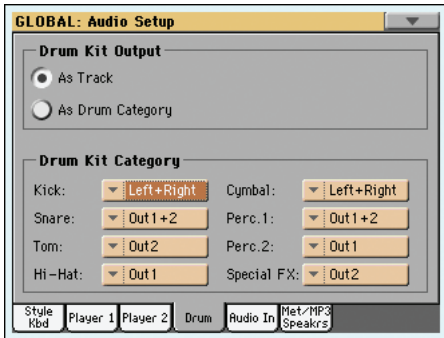 GLOBAL: Audio Setup
Drum Kit Output
As Track
As Drum Category
Drum Kit Category
Kick: Left+Right Cymbal: Left+Right
Snare: Out1+2 Perc.1: Out1+2
Tom: Out2 Perc.2: Out1
Hi-Hat: Out1 Special FX: Out2
Style Kbd Player 1 Player 2 Drum Audio In Met/MP3 Speakrs